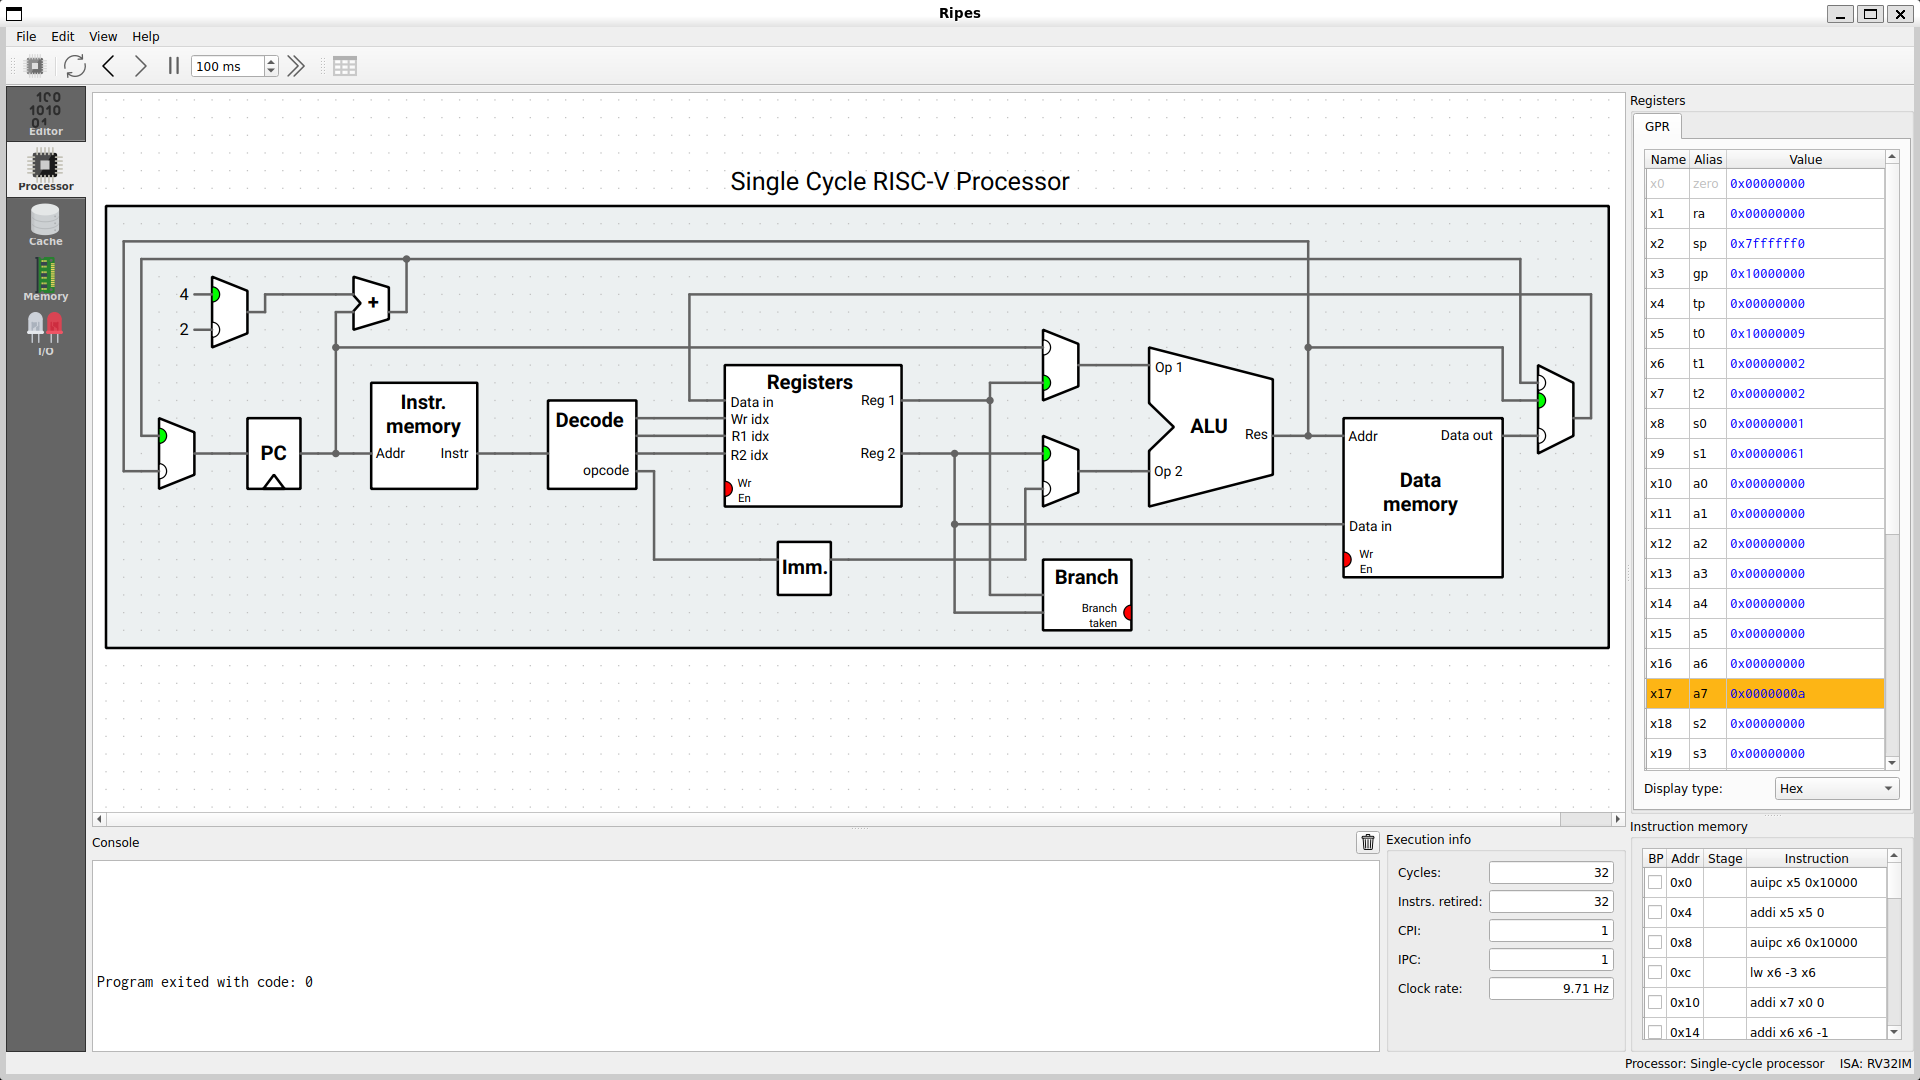 Ripes
File Edit View Help
100 ms
Editor
Processor
Cache
Memory
I/O
Single Cycle RISC-V Processor
4
2
+
PC
Instr.
memory
Addr Instr
Decode
opcode
Registers
Data in Reg 1
Wr idx
R1 idx
R2 idx Reg 2
Wr
En
Imm.
Op 1
ALU
Res
Op 2
Branch
Branch
taken
Addr Data out
Data
memory
Data in
Wr
En
Registers
GPR
Name Alias Value
x0 zero 0x00000000
x1 ra 0x00000000
x2 sp 0x7ffffff0
x3 gp 0x10000000
x4 tp 0x00000000
x5 t0 0x10000009
x6 t1 0x00000002
x7 t2 0x00000002
x8 s0 0x00000001
x9 s1 0x00000061
x10 a0 0x00000000
x11 a1 0x00000000
x12 a2 0x00000000
x13 a3 0x00000000
x14 a4 0x00000000
x15 a5 0x00000000
x16 a6 0x00000000
x17 a7 0x0000000a
x18 s2 0x00000000
x19 s3 0x00000000
Display type: Hex
Console
Program exited with code: 0
Execution info
Cycles: 32
Instrs. retired: 32
CPI: 1
IPC: 1
Clock rate: 9.71 Hz
Instruction memory
BP Addr Stage Instruction
0x0 auipc x5 0x10000
0x4 addi x5 x5 0
0x8 auipc x6 0x10000
0xc lw x6 -3 x6
0x10 addi x7 x0 0
0x14 addi x6 x6 -1
Processor: Single-cycle processor ISA: RV32IM